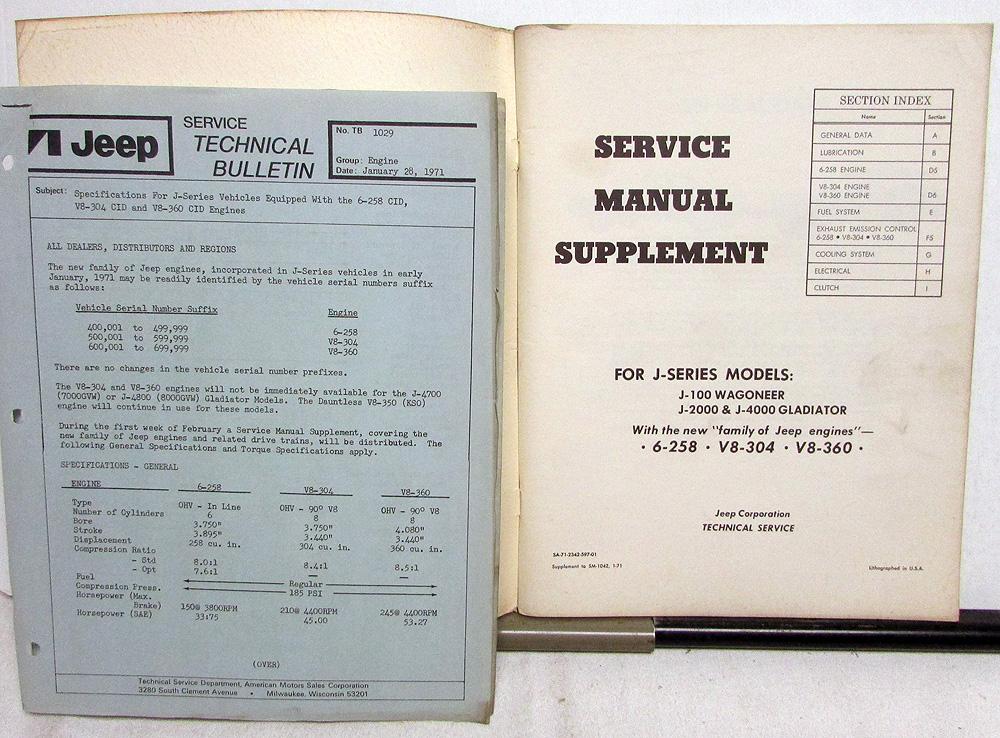 Jeep
SERVICE
TECHNICAL
BULLETIN
No. TB 1029
Group: Engine
Date: January 28, 1971
Subject: Specifications For J-Series Vehicles Equipped With the 6-258 CID,
V8-304 CID and V8-360 CID Engines
ALL DEALERS, DISTRIBUTORS AND REGIONS
The new family of Jeep engines, incorporated in J-Series vehicles in early
January, 1971 may be readily identified by the vehicle serial numbers suffix
as follows:
Vehicle Serial Number Suffix Engine
400,001 to 499,999 6-258
500,001 to 599,999 V8-304
600,001 to 699,999 V8-360
There are no changes in the vehicle serial number prefixes.
The V8-304 and V8-360 engines will not be immediately available for the J-4700
(7000GVW) or J-4800 (8000GVW) Gladiator Models. The Dauntless V8-350 (KSO)
engine will continue in use for these models.
During the first week of February a Service Manual Supplement, covering the
new family of Jeep engines and related drive trains, will be distributed. The
following General Specifications and Torque Specifications apply.
SPECIFICATIONS - GENERAL
ENGINE 6-258 V8-304 V8-360
Type OHV - In Line OHV - 90º V8 OHV - 90º V8
Number of Cylinders 6 8 8
Bore 3.750" 3.750" 4.080"
Stroke 3.895" 3.440" 3.440"
Displacement 258 cu. in. 304 cu. in. 360 cu. in.
Compression Ratio
- Std 8.0:1 8.4:1 8.5:1
- Opt 7.6:1 — —
Fuel Regular
Compression Press. 185 PSI
Horsepower (Max.
Brake) 150@ 3800RPM 210@ 4400RPM 245@ 4400RPM
Horsepower (SAE) 33:75 45.00 53.27
(OVER)
Technical Service Department, American Motors Sales Corporation
3280 South Clement Avenue • Milwaukee, Wisconsin 53201
SERVICE
MANUAL
SUPPLEMENT
SECTION INDEX
Name Section
GENERAL DATA A
LUBRICATION B
6-258 ENGINE D5
V8-304 ENGINE
V8-360 ENGINE D6
FUEL SYSTEM E
EXHAUST EMISSION CONTROL
6-258 • V8-304 • V8-360 F5
COOLING SYSTEM G
ELECTRICAL H
CLUTCH I
FOR J-SERIES MODELS:
J-100 WAGONEER
J-2000 & J-4000 GLADIATOR
With the new "family of Jeep engines"—
· 6-258 · V8-304 · V8-360 ·
Jeep Corporation
TECHNICAL SERVICE
SA-71-2342-597-01
Supplement to SM-1042, 1-71
Lithographed in U.S.A.